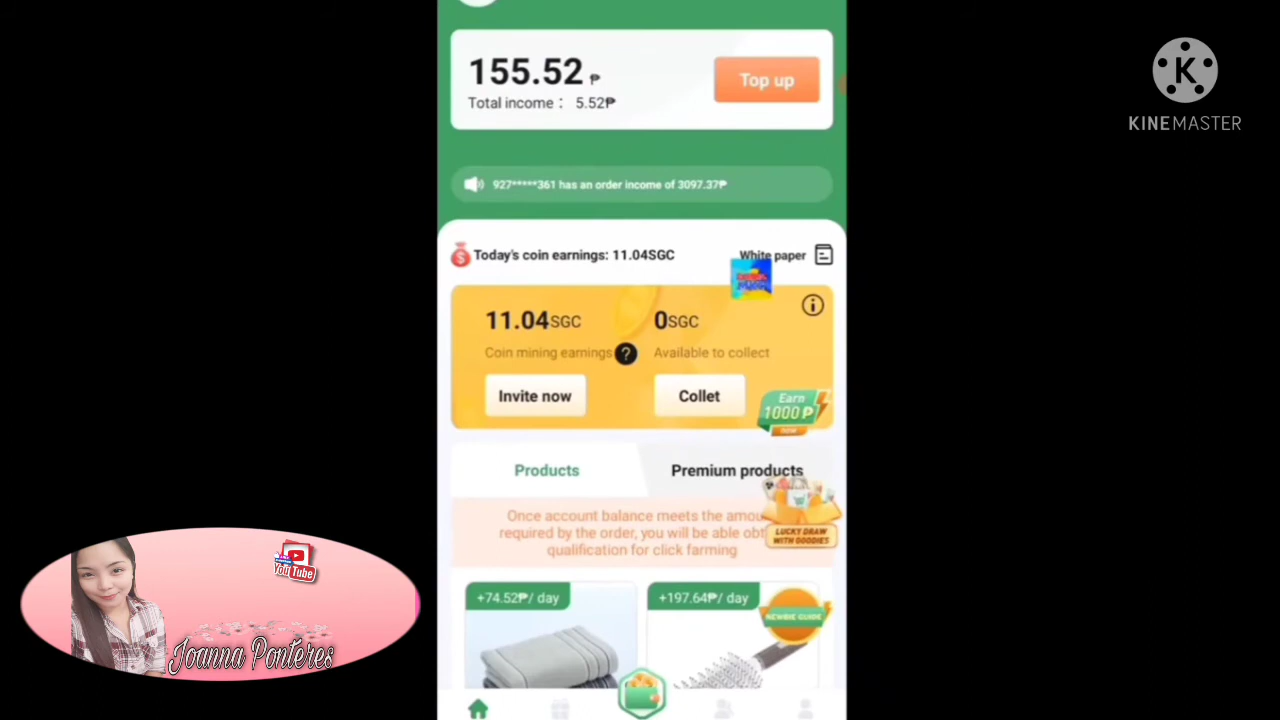 155.52 ₱
Top up
Total income： 5.52₱
KINEMASTER
927*****361 has an order income of 3097.37₱
Today's coin earnings: 11.04SGC
White paper
11.04SGC
0SGC
Coin mining earnings ?
Available to collect
Invite now
Collet
Earn
1000 ₱
Products
Premium products
Once account balance meets the
required by the order, you will be able
qualification for click farming
LUCKY DRAW
WITH GOODIES
+74.52₱/ day
+197.64₱/ day
NEWBIE GUIDE
YouTube
Joanna Ponteres